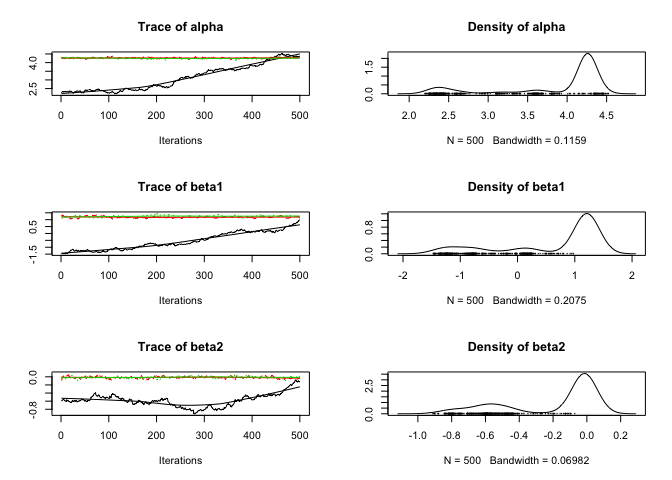 Trace of alpha
2.5 4.0
0 100 200 300 400 500
Iterations
Density of alpha
0.0 1.5
2.0 2.5 3.0 3.5 4.0 4.5
N = 500 Bandwidth = 0.1159
Trace of beta1
-1.5 0.5
0 100 200 300 400 500
Iterations
Density of beta1
0.0 0.8
-2 -1 0 1 2
N = 500 Bandwidth = 0.2075
Trace of beta2
-0.8 0.0
0 100 200 300 400 500
Iterations
Density of beta2
0.0 2.5
-1.0 -0.8 -0.6 -0.4 -0.2 0.0 0.2
N = 500 Bandwidth = 0.06982